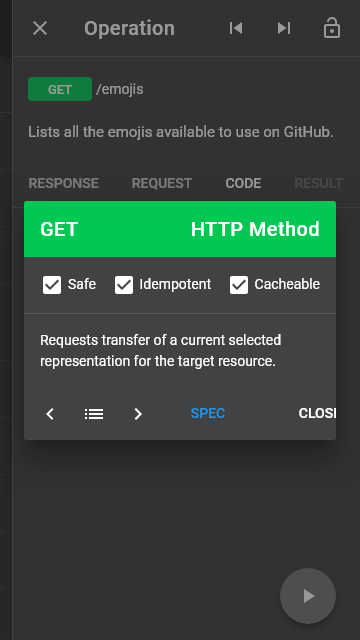 Operation
GET /emojis
Lists all the emojis available to use on GitHub.
RESPONSE REQUEST CODE RESULT
GET HTTP Method
Safe Idempotent Cacheable
Requests transfer of a current selected
representation for the target resource.
SPEC CLOS